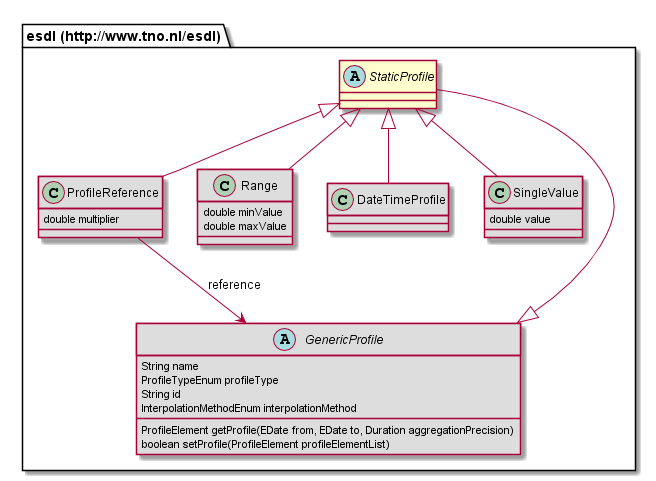 esdl (http://www.tno.nl/esdl)
A StaticProfile
C ProfileReference
double multiplier
C Range
double minValue
double maxValue
C DateTimeProfile
C SingleValue
double value
reference
A GenericProfile
String name
ProfileTypeEnum profileType
String id
InterpolationMethodEnum interpolationMethod
ProfileElement getProfile(EDate from, EDate to, Duration aggregationPrecision)
boolean setProfile(ProfileElement profileElementList)